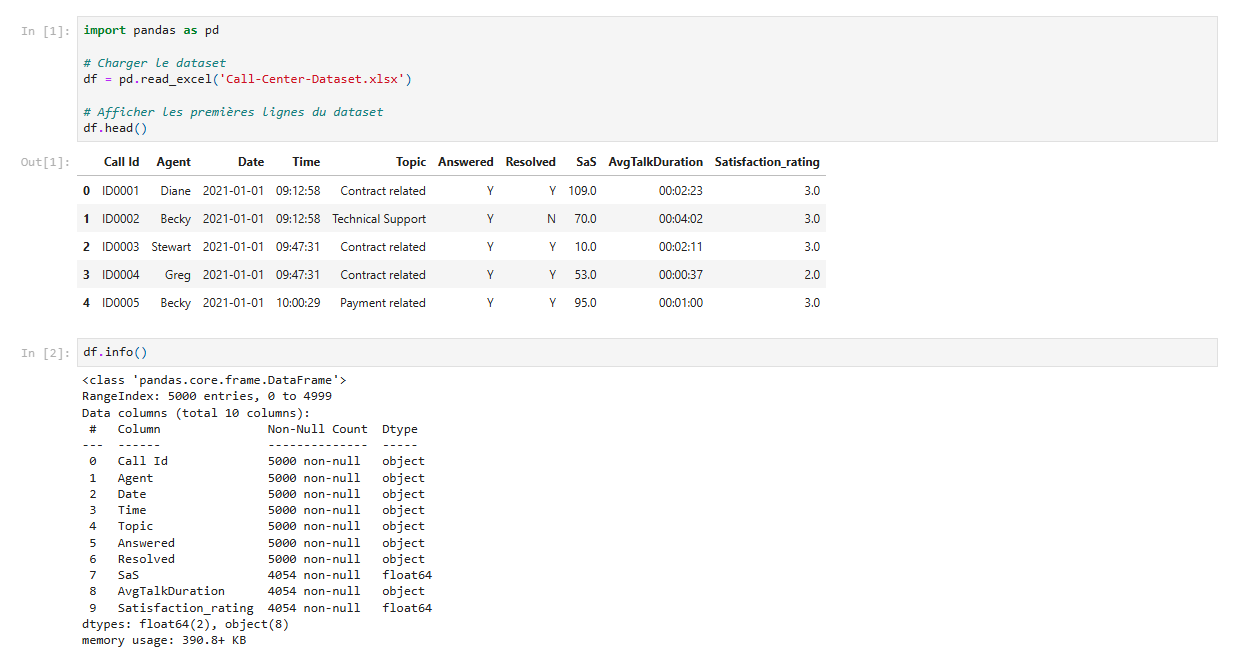 In [1]: import pandas as pd
# Charger le dataset
df = pd.read_excel('Call-Center-Dataset.xlsx')
# Afficher les premières lignes du dataset
df.head()
Out[1]: Call Id Agent Date Time Topic Answered Resolved SaS AvgTalkDuration Satisfaction_rating
0 ID0001 Diane 2021-01-01 09:12:58 Contract related Y Y 109.0 00:02:23 3.0
1 ID0002 Becky 2021-01-01 09:12:58 Technical Support Y N 70.0 00:04:02 3.0
2 ID0003 Stewart 2021-01-01 09:47:31 Contract related Y Y 10.0 00:02:11 3.0
3 ID0004 Greg 2021-01-01 09:47:31 Contract related Y Y 53.0 00:00:37 2.0
4 ID0005 Becky 2021-01-01 10:00:29 Payment related Y Y 95.0 00:01:00 3.0
In [2]: df.info()
<class 'pandas.core.frame.DataFrame'>
RangeIndex: 5000 entries, 0 to 4999
Data columns (total 10 columns):
# Column Non-Null Count Dtype
--- ------ -------------- -----
0 Call Id 5000 non-null object
1 Agent 5000 non-null object
2 Date 5000 non-null object
3 Time 5000 non-null object
4 Topic 5000 non-null object
5 Answered 5000 non-null object
6 Resolved 5000 non-null object
7 SaS 4054 non-null float64
8 AvgTalkDuration 4054 non-null object
9 Satisfaction_rating 4054 non-null float64
dtypes: float64(2), object(8)
memory usage: 390.8+ KB